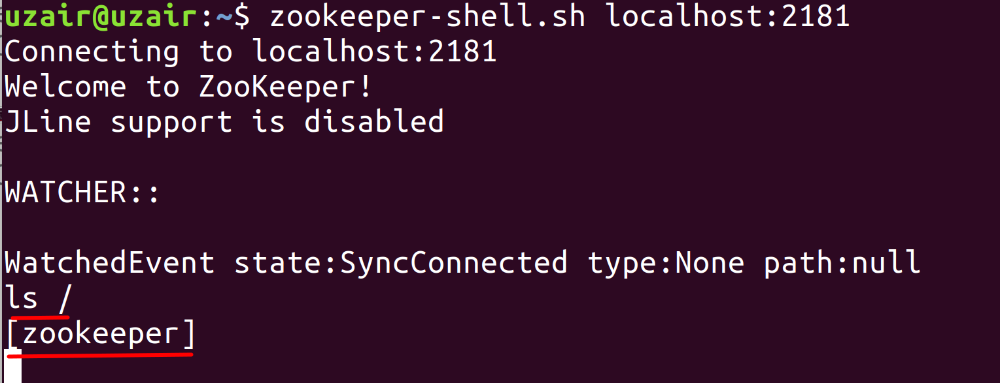 uzair@uzair:~$ zookeeper-shell.sh localhost:2181
Connecting to localhost:2181
Welcome to ZooKeeper!
JLine support is disabled
WATCHER::
WatchedEvent state:SyncConnected type:None path:null
ls /
[zookeeper]